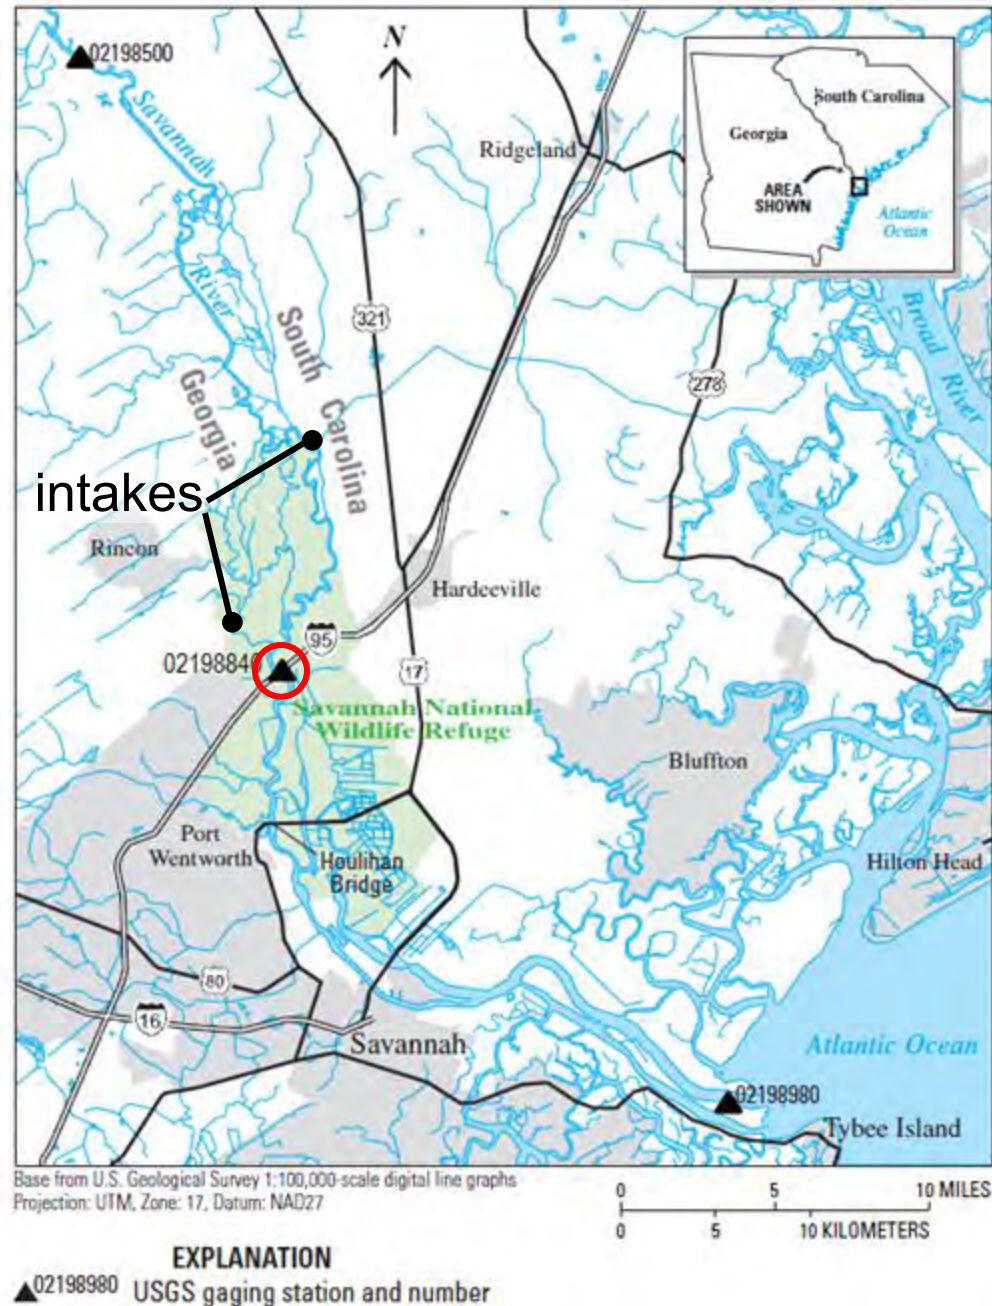 02198500
N
Savannah
River
South Carolina
Georgia
AREA
SHOWN
Atlantic
Ocean
Ridgeland
321
278
Broad
River
South
Carolina
Georgia
intakes
Rincon
Hardeeville
95
02198840
17
Savannah National
Wildlife Refuge
Bluffton
Port
Wentworth
Houlihan
Bridge
Hilton Head
80
16
Savannah
Atlantic Ocean
02198980
Tybee Island
Base from U.S. Geological Survey 1:100,000-scale digital line graphs
Projection: UTM, Zone: 17, Datum: NAD27
0 5 10 MILES
0 5 10 KILOMETERS
EXPLANATION
02198980 USGS gaging station and number